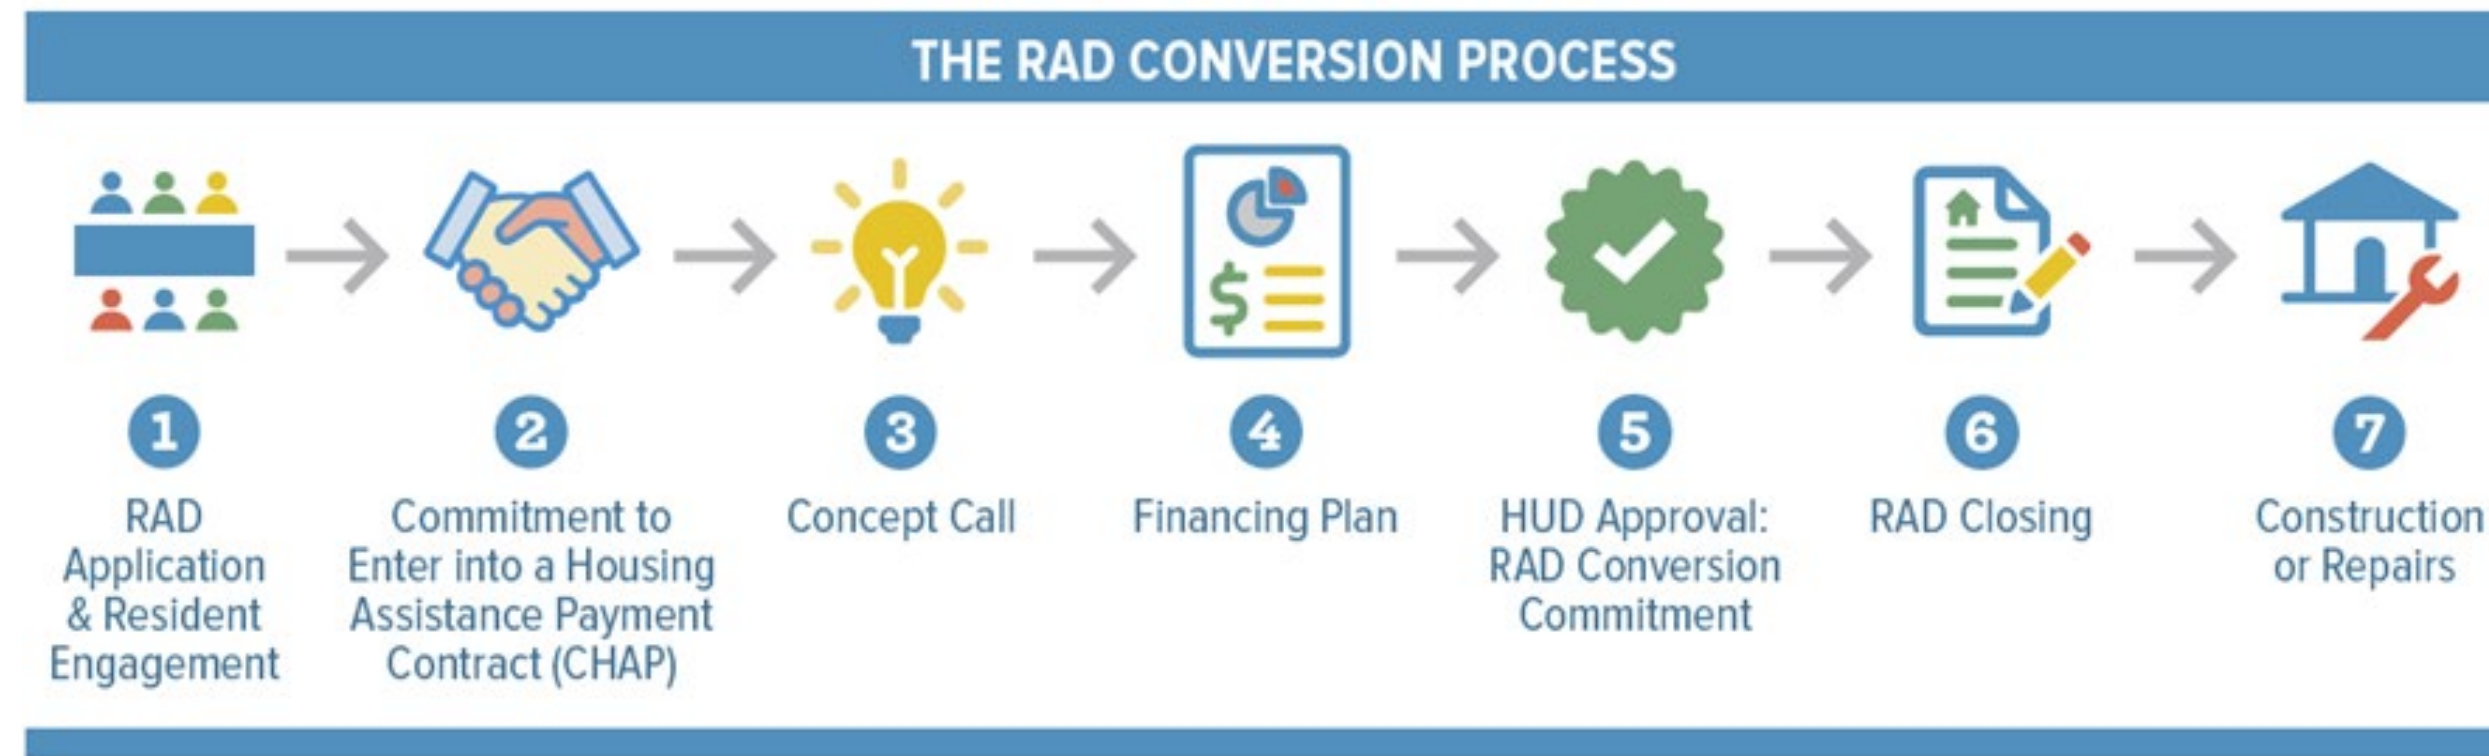 THE RAD CONVERSION PROCESS
$
1
RAD
Application
& Resident
Engagement
2
Commitment to
Enter into a Housing
Assistance Payment
Contract (CHAP)
3
Concept Call
4
Financing Plan
5
HUD Approval:
RAD Conversion
Commitment
6
RAD Closing
7
Construction
or Repairs